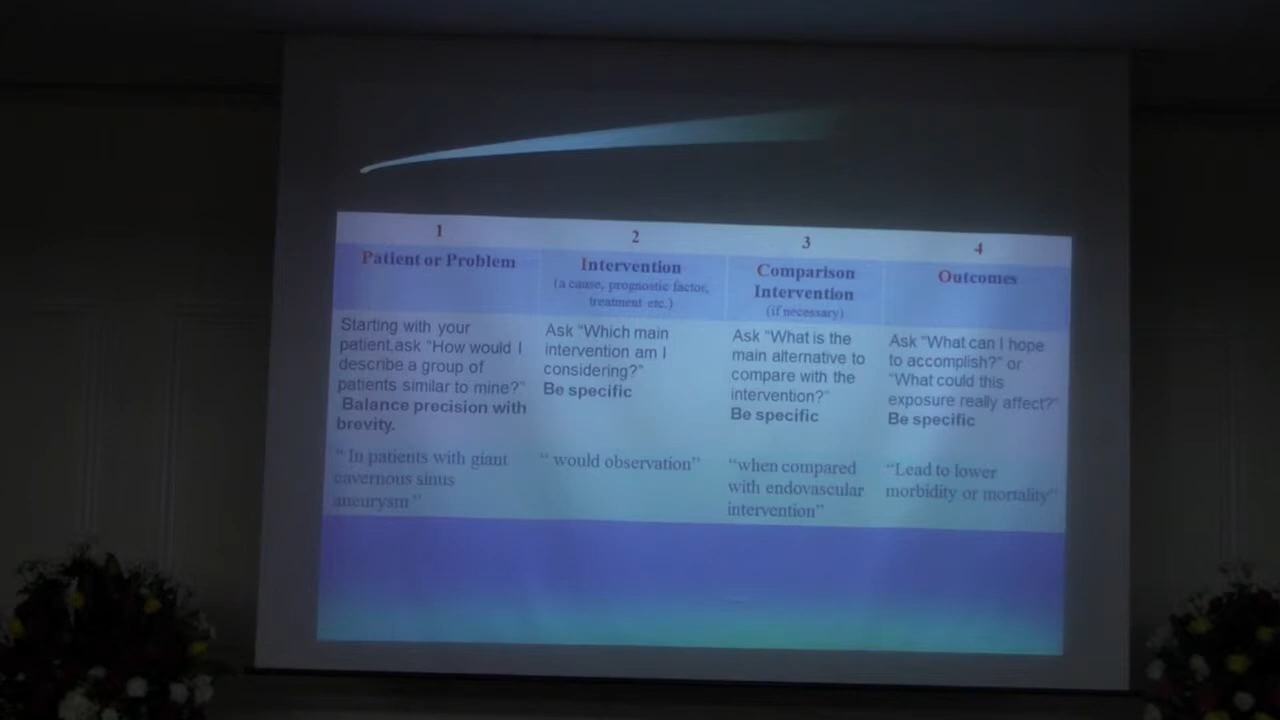 1
Patient or Problem
Starting with your
patient,ask "How would I
describe a group of
patients similar to mine?"
Balance precision with
brevity.
" In patients with giant
cavernous sinus
aneurysm "
2
Intervention
(a cause, prognostic factor,
treatment etc.)
Ask "Which main
intervention am I
considering?"
Be specific
" would observation"
3
Comparison
Intervention
(if necessary)
Ask "What is the
main alternative to
compare with the
intervention?"
Be specific
"when compared
with endovascular
intervention"
4
Outcomes
Ask "What can I hope
to accomplish?" or
"What could this
exposure really affect?"
Be specific
"Lead to lower
morbidity or mortality"